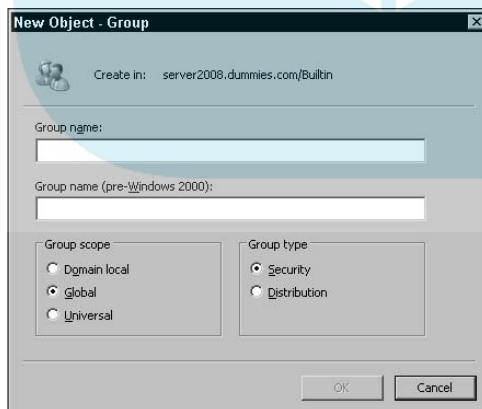 New Object - Group
Create in: server2008.dummies.com/Builtin
Group name:
Group name (pre-Windows 2000):
Group scope
Domain local
Global
Universal
Group type
Security
Distribution
OK
Cancel